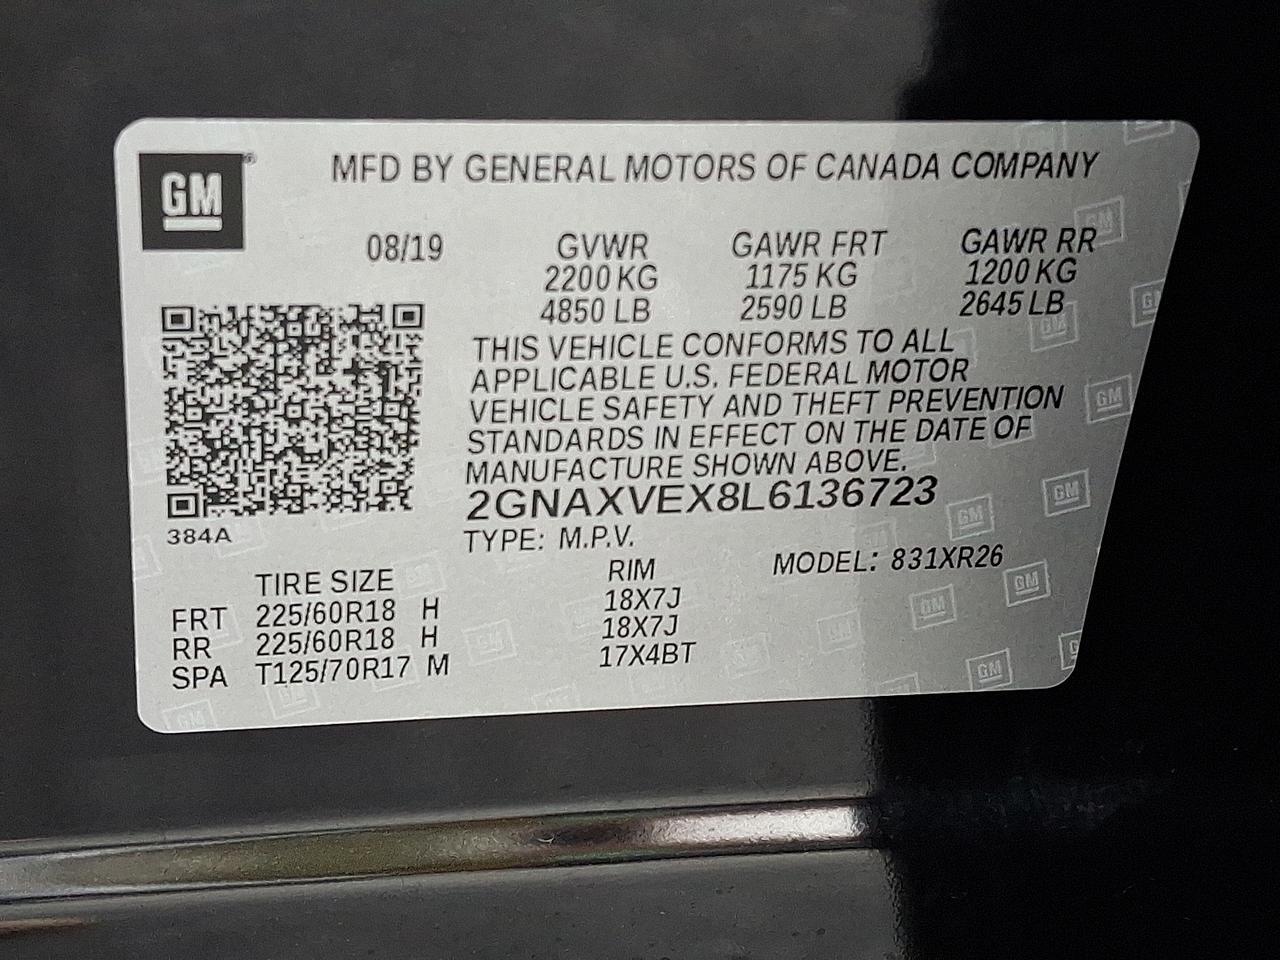 GM
MFD BY GENERAL MOTORS OF CANADA COMPANY
08/19 GVWR GAWR FRT GAWR RR
2200 KG 1175 KG 1200 KG
4850 LB 2590 LB 2645 LB
THIS VEHICLE CONFORMS TO ALL
APPLICABLE U.S. FEDERAL MOTOR
VEHICLE SAFETY AND THEFT PREVENTION
STANDARDS IN EFFECT ON THE DATE OF
MANUFACTURE SHOWN ABOVE.
2GNAXVEX8L6136723
384A
TYPE: M.P.V. MODEL: 831XR26
TIRE SIZE RIM
FRT 225/60R18 H 18X7J
RR 225/60R18 H 18X7J
SPA T125/70R17 M 17X4BT